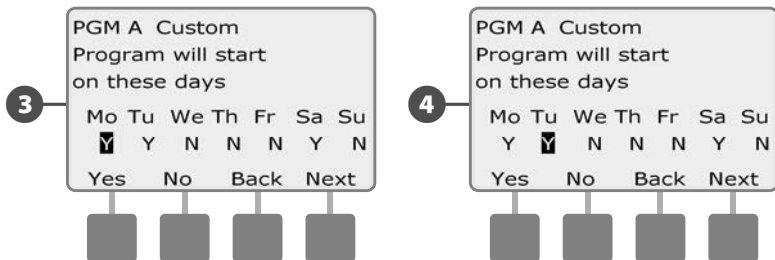 3
PGM A Custom
Program will start
on these days
Mo Tu We Th Fr Sa Su
Y Y N N N Y N
Yes No Back Next
4
PGM A Custom
Program will start
on these days
Mo Tu We Th Fr Sa Su
Y Y N N N Y N
Yes No Back Next